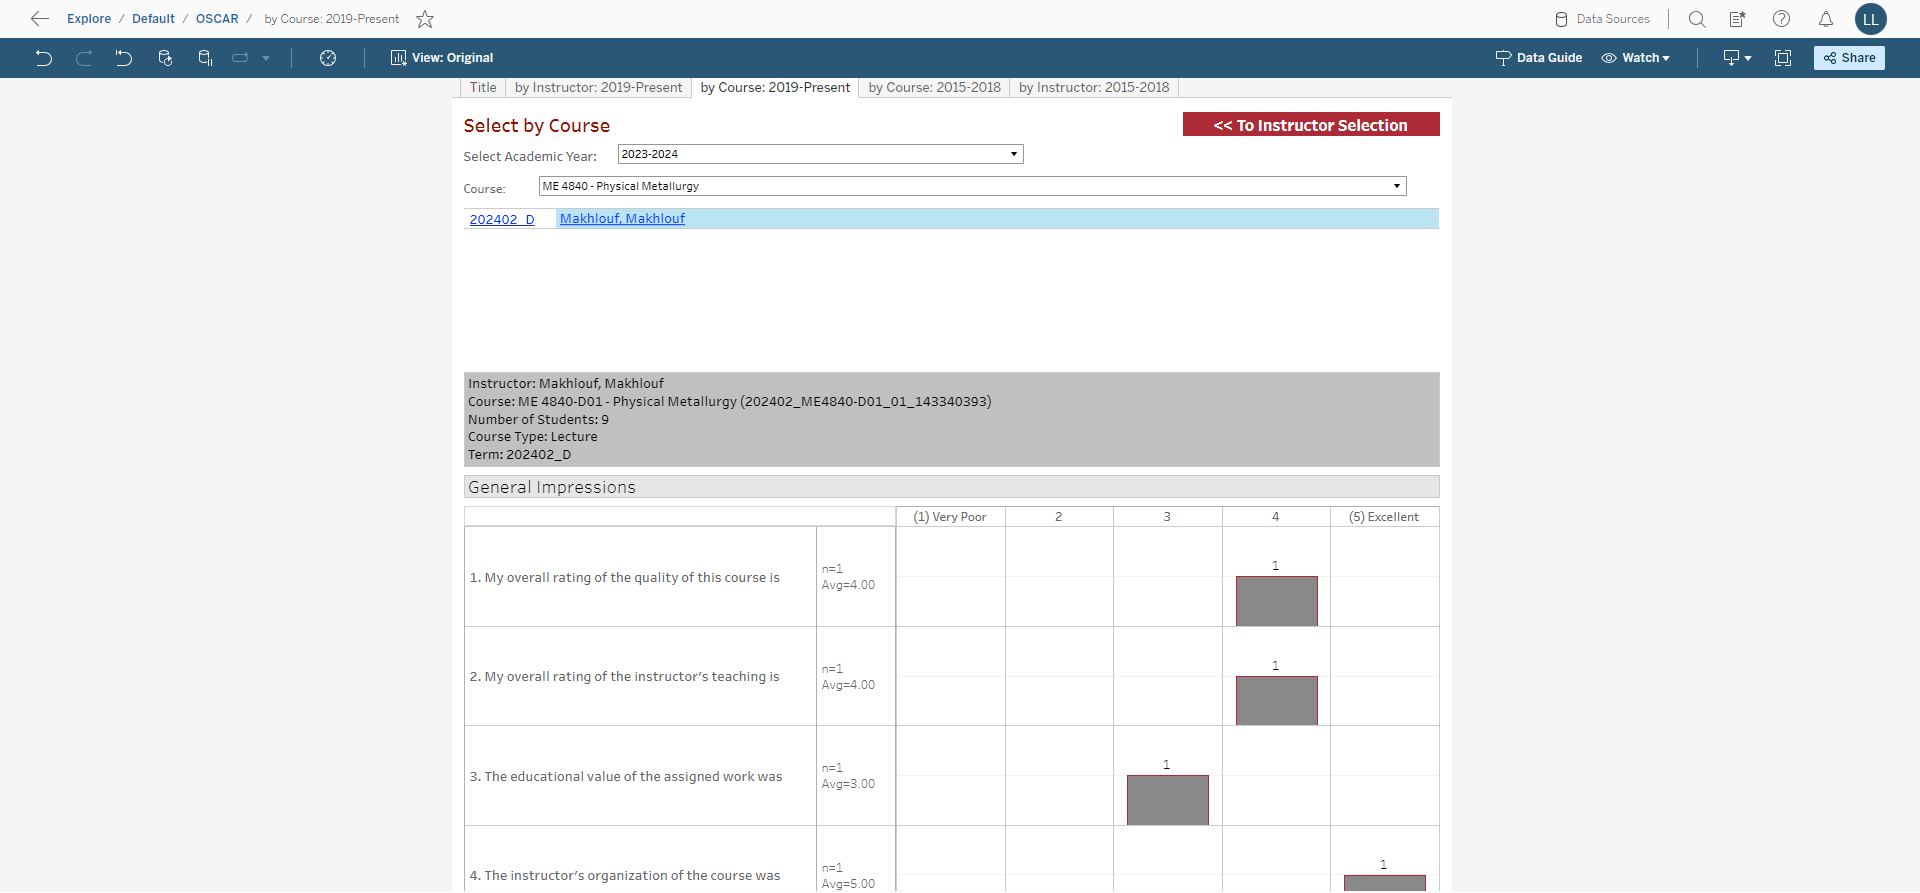 Explore / Default / OSCAR / by Course: 2019-Present
Data Sources
LL
View: Original
Data Guide
Watch
Share
Title
by Instructor: 2019-Present
by Course: 2019-Present
by Course: 2015-2018
by Instructor: 2015-2018
Select by Course
<< To Instructor Selection
Select Academic Year:
2023-2024
Course:
ME 4840 - Physical Metallurgy
202402_D
Makhlouf, Makhlouf
Instructor: Makhlouf, Makhlouf
Course: ME 4840-D01 - Physical Metallurgy (202402_ME4840-D01_01_143340393)
Number of Students: 9
Course Type: Lecture
Term: 202402_D
General Impressions
(1) Very Poor
2
3
4
(5) Excellent
1. My overall rating of the quality of this course is
n=1
Avg=4.00
1
2. My overall rating of the instructor's teaching is
n=1
Avg=4.00
1
3. The educational value of the assigned work was
n=1
Avg=3.00
1
4. The instructor's organization of the course was
n=1
Avg=5.00
1